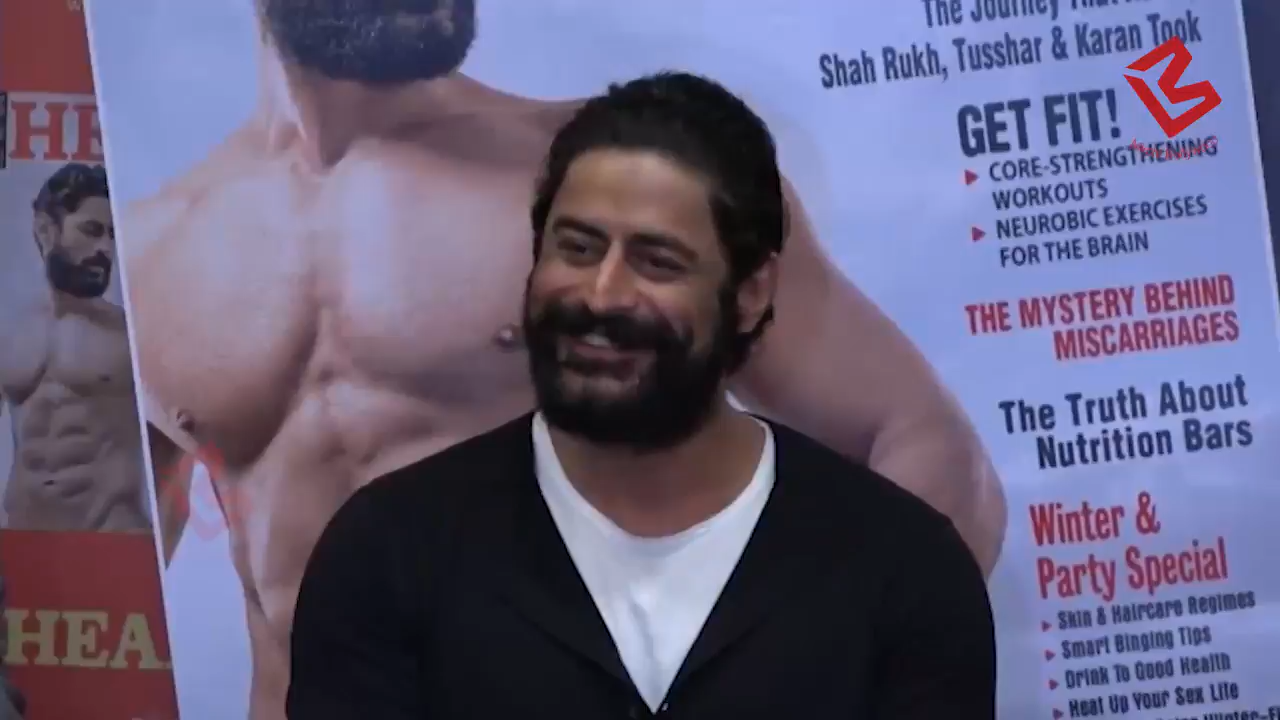 HE
HEA
The Journey That
Shah Rukh, Tusshar & Karan Took
GET FIT!
CORE-STRENGTHENING
WORKOUTS
NEUROBIC EXERCISES
FOR THE BRAIN
THE MYSTERY BEHIND
MISCARRIAGES
The Truth About
Nutrition Bars
Winter &
Party Special
Skin & Haircare Regimes
Smart Binging Tips
Drink To Good Health
Heat Up Your Sex Life